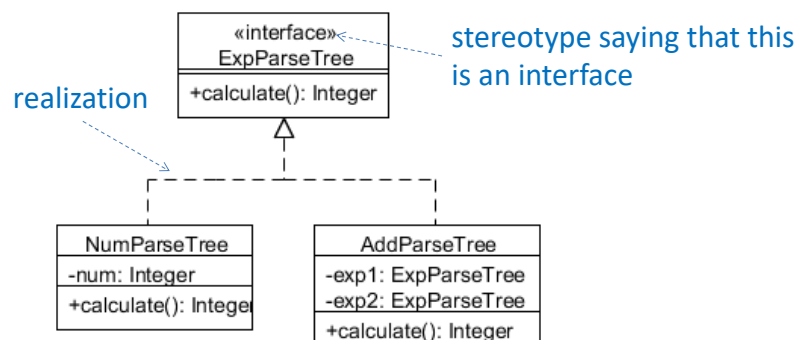 «interface»
ExpParseTree
+calculate(): Integer
stereotype saying that this
is an interface
realization
NumParseTree
-num: Integer
+calculate(): Integer
AddParseTree
-exp1: ExpParseTree
-exp2: ExpParseTree
+calculate(): Integer